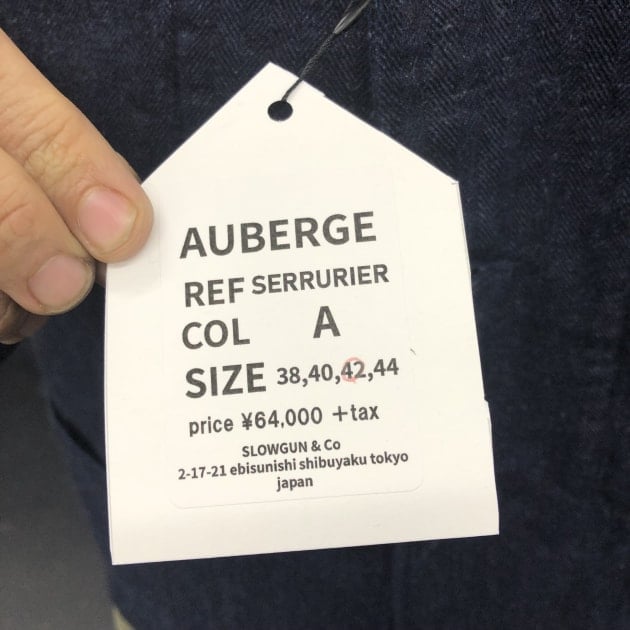 AUBERGE
REF SERRURIER
COL A
SIZE 38,40,42,44
price ¥64,000 +tax
SLOWGUN & Co
2-17-21 ebisunishi shibuyaku tokyo
japan